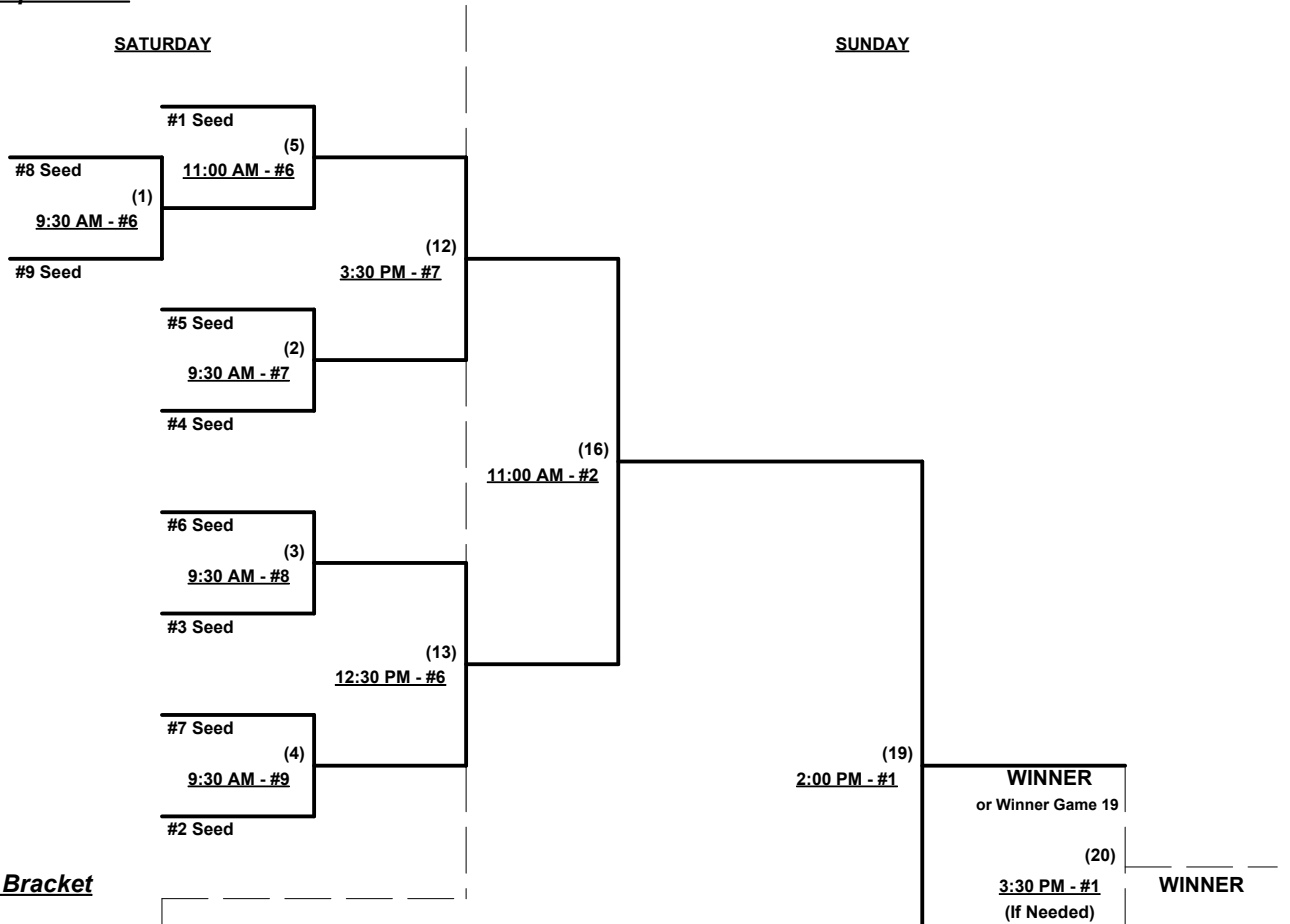 SATURDAY
SUNDAY
#1 Seed
(5)
#8 Seed
11:00 AM - #6
(1)
9:30 AM - #6
(12)
#9 Seed
3:30 PM - #7
#5 Seed
(2)
9:30 AM - #7
#4 Seed
(16)
11:00 AM - #2
#6 Seed
(3)
9:30 AM - #8
#3 Seed
(13)
12:30 PM - #6
#7 Seed
(4)
(19)
9:30 AM - #9
2:00 PM - #1
WINNER
or Winner Game 19
#2 Seed
(20)
Bracket
3:30 PM - #1
WINNER
(If Needed)